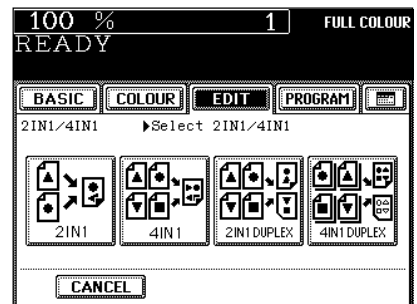 100 % 1 FULL COLOUR
READY
BASIC COLOUR EDIT PROGRAM
2IN1/4IN1 ▶Select 2IN1/4IN1
2IN1 4IN1 2IN1 DUPLEX 4IN1 DUPLEX
CANCEL